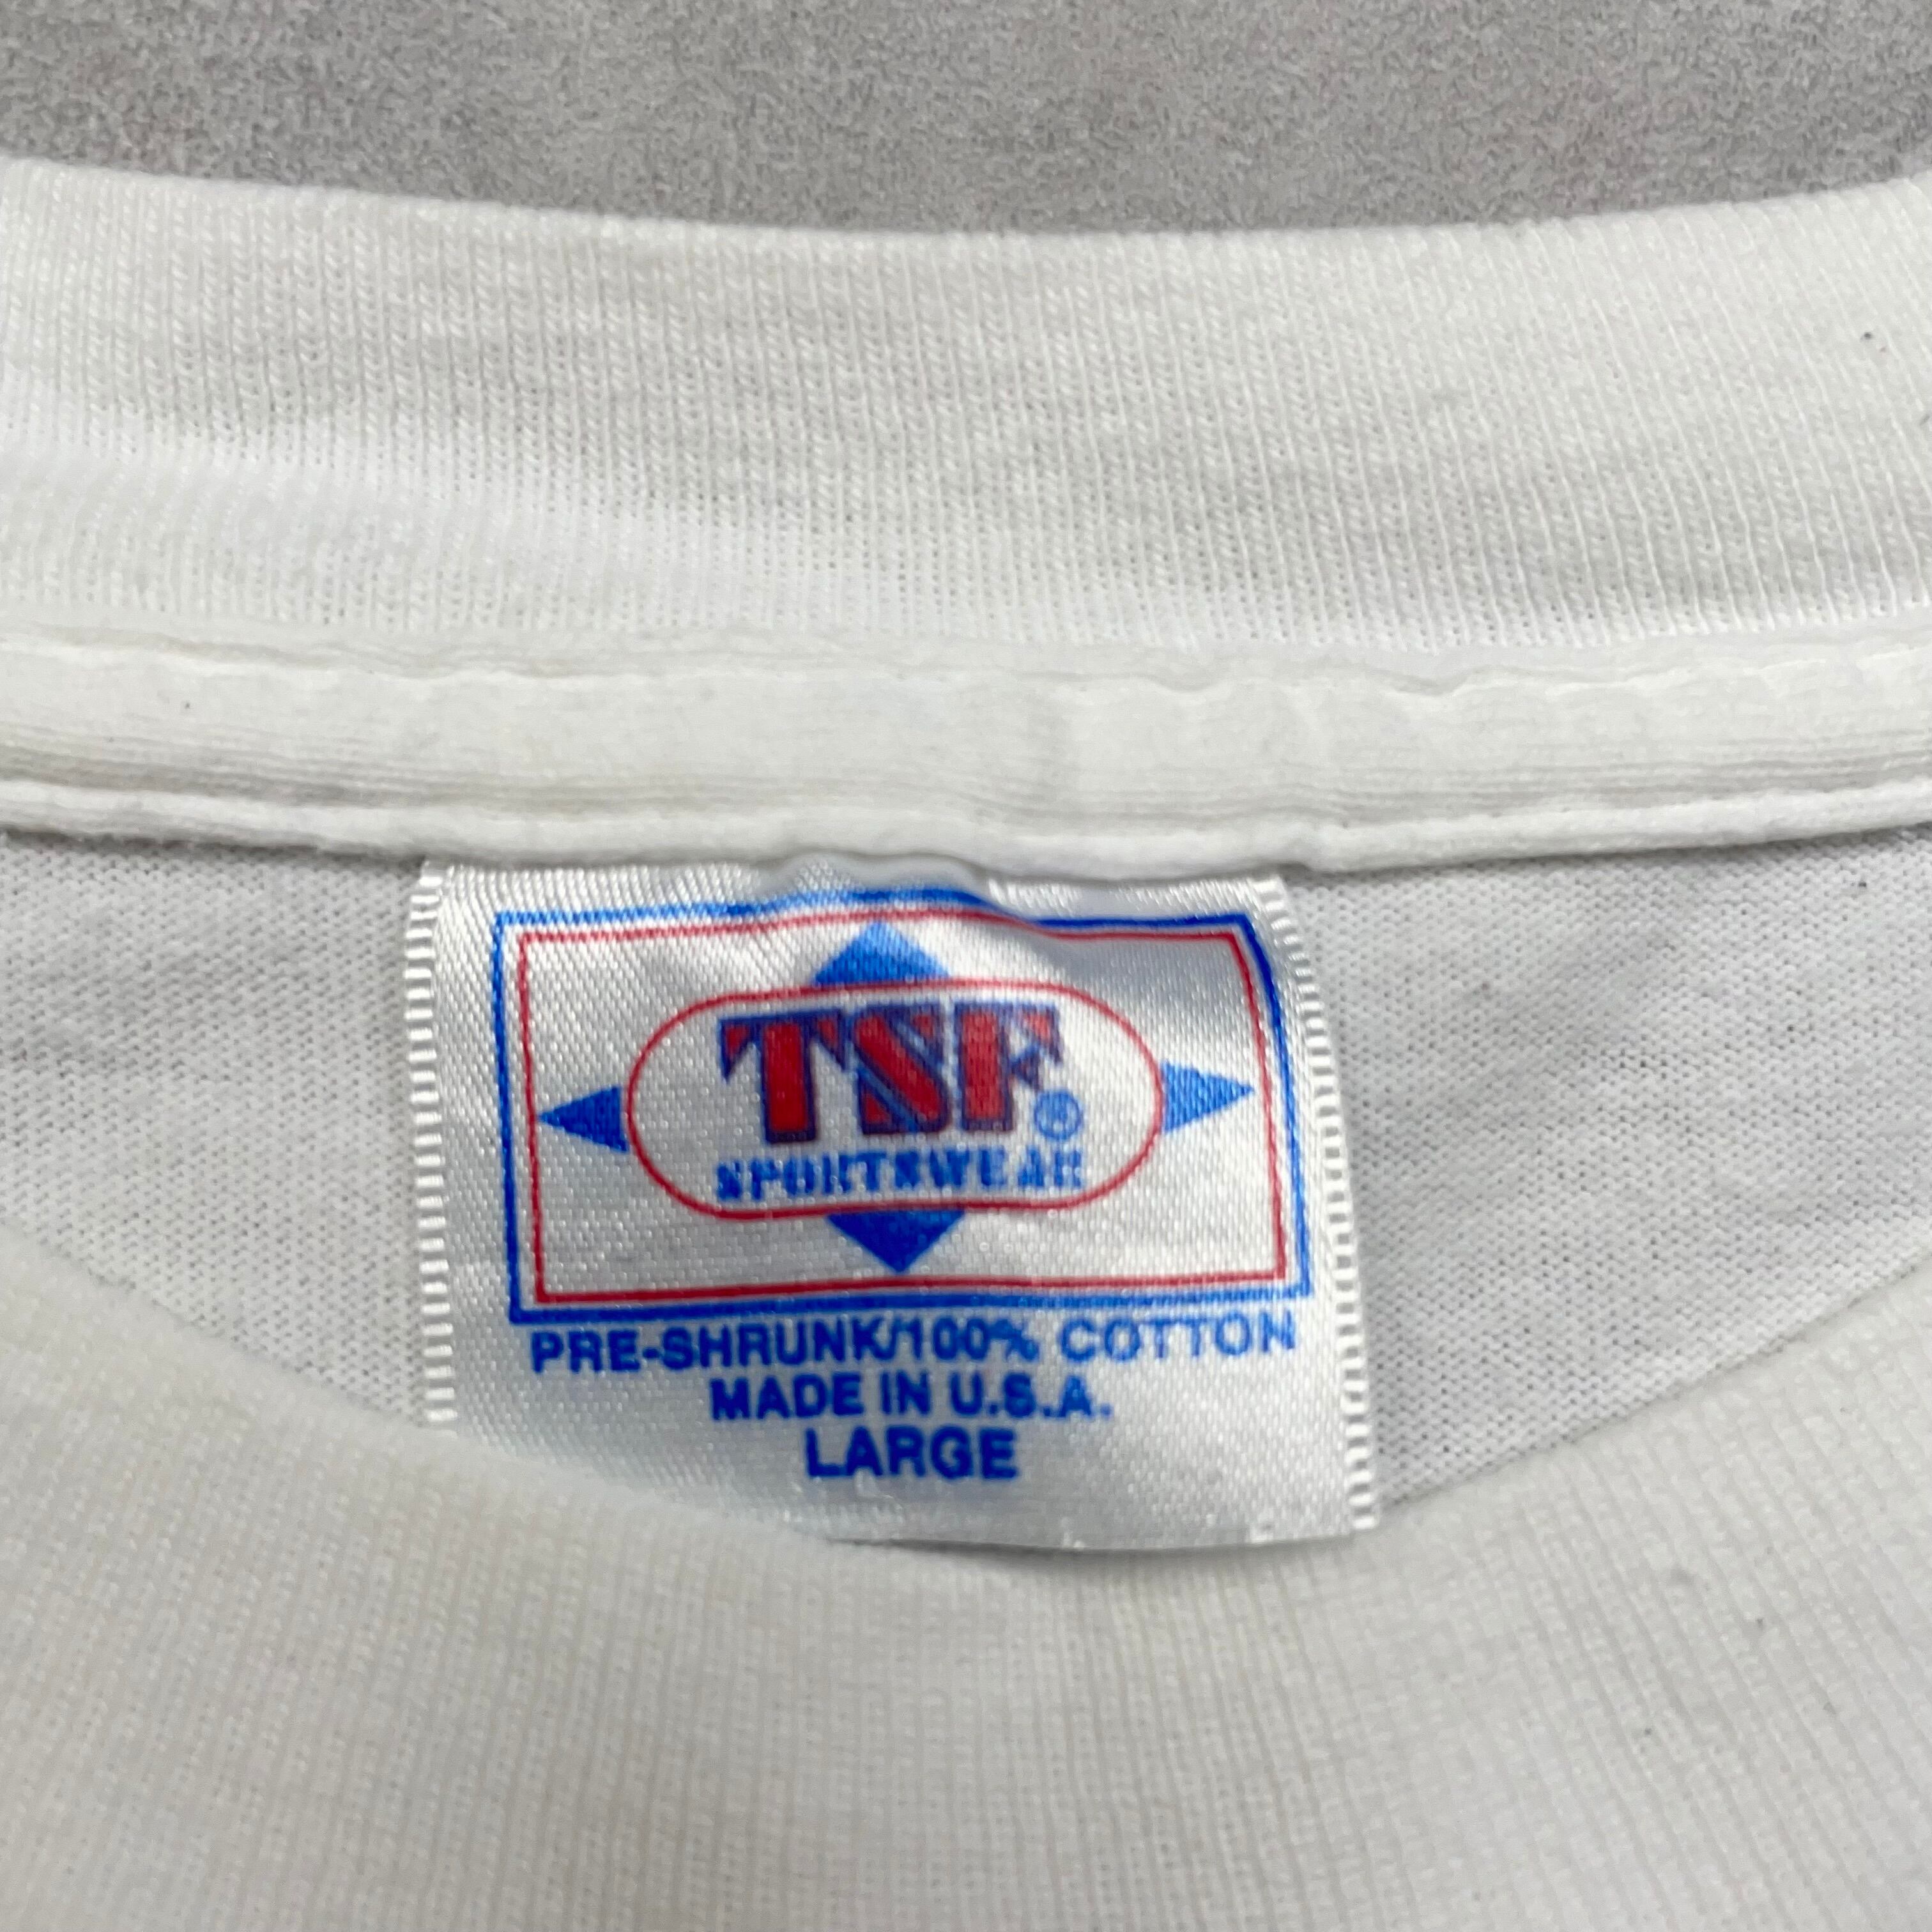 TSF®
SPORTSWEAR
PRE-SHRUNK/100% COTTON
MADE IN U.S.A.
LARGE